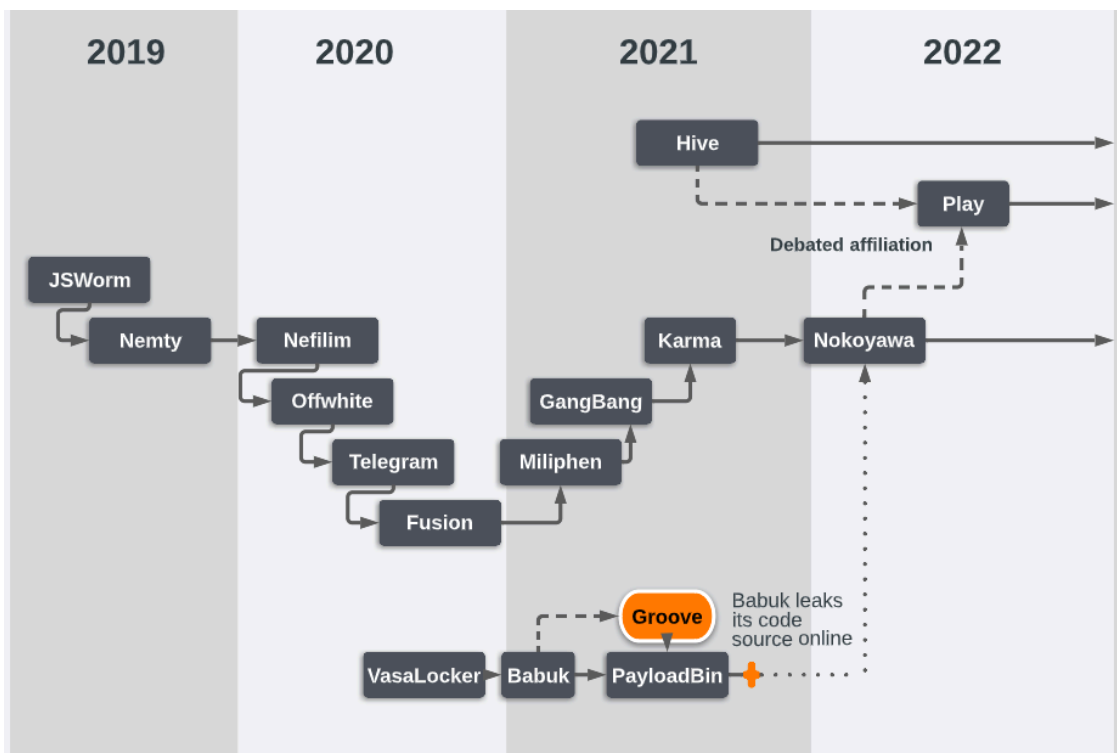 2019
2020
2021
2022
Hive
Play
Debated affiliation
JSWorm
Nemty
Nefilim
Karma
Nokoyawa
Offwhite
GangBang
Telegram
Miliphen
Fusion
Babuk leaks
its code
source online
Groove
VasaLocker
Babuk
PayloadBin